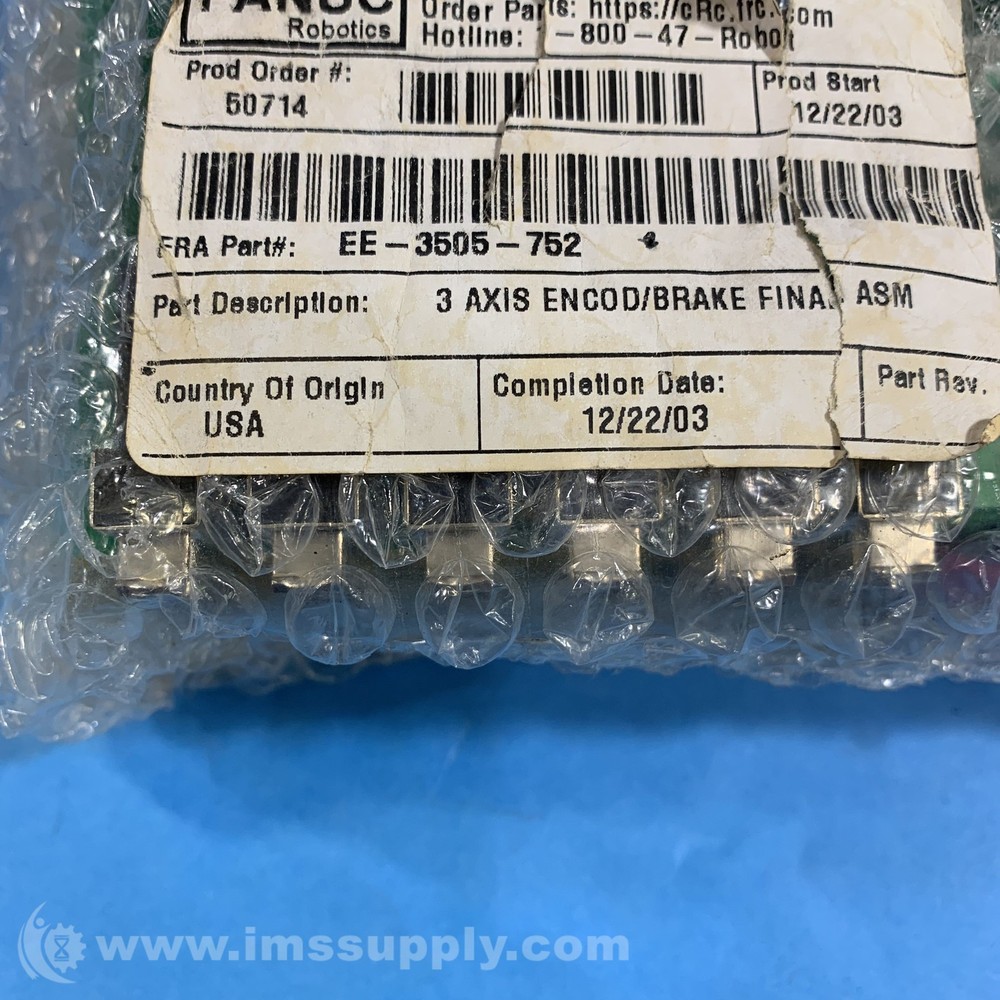 FANUC
Robotics
Order Parts: https://cRc.frc.com
Hotline: -800-47-Robot
Prod Order #:
50714
Prod Start
12/22/03
FRA Part#: EE-3505-752
Part Description: 3 AXIS ENCOD/BRAKE FINAL ASM
Country Of Origin
USA
Completion Date:
12/22/03
Part Rev.
www.imssupply.com